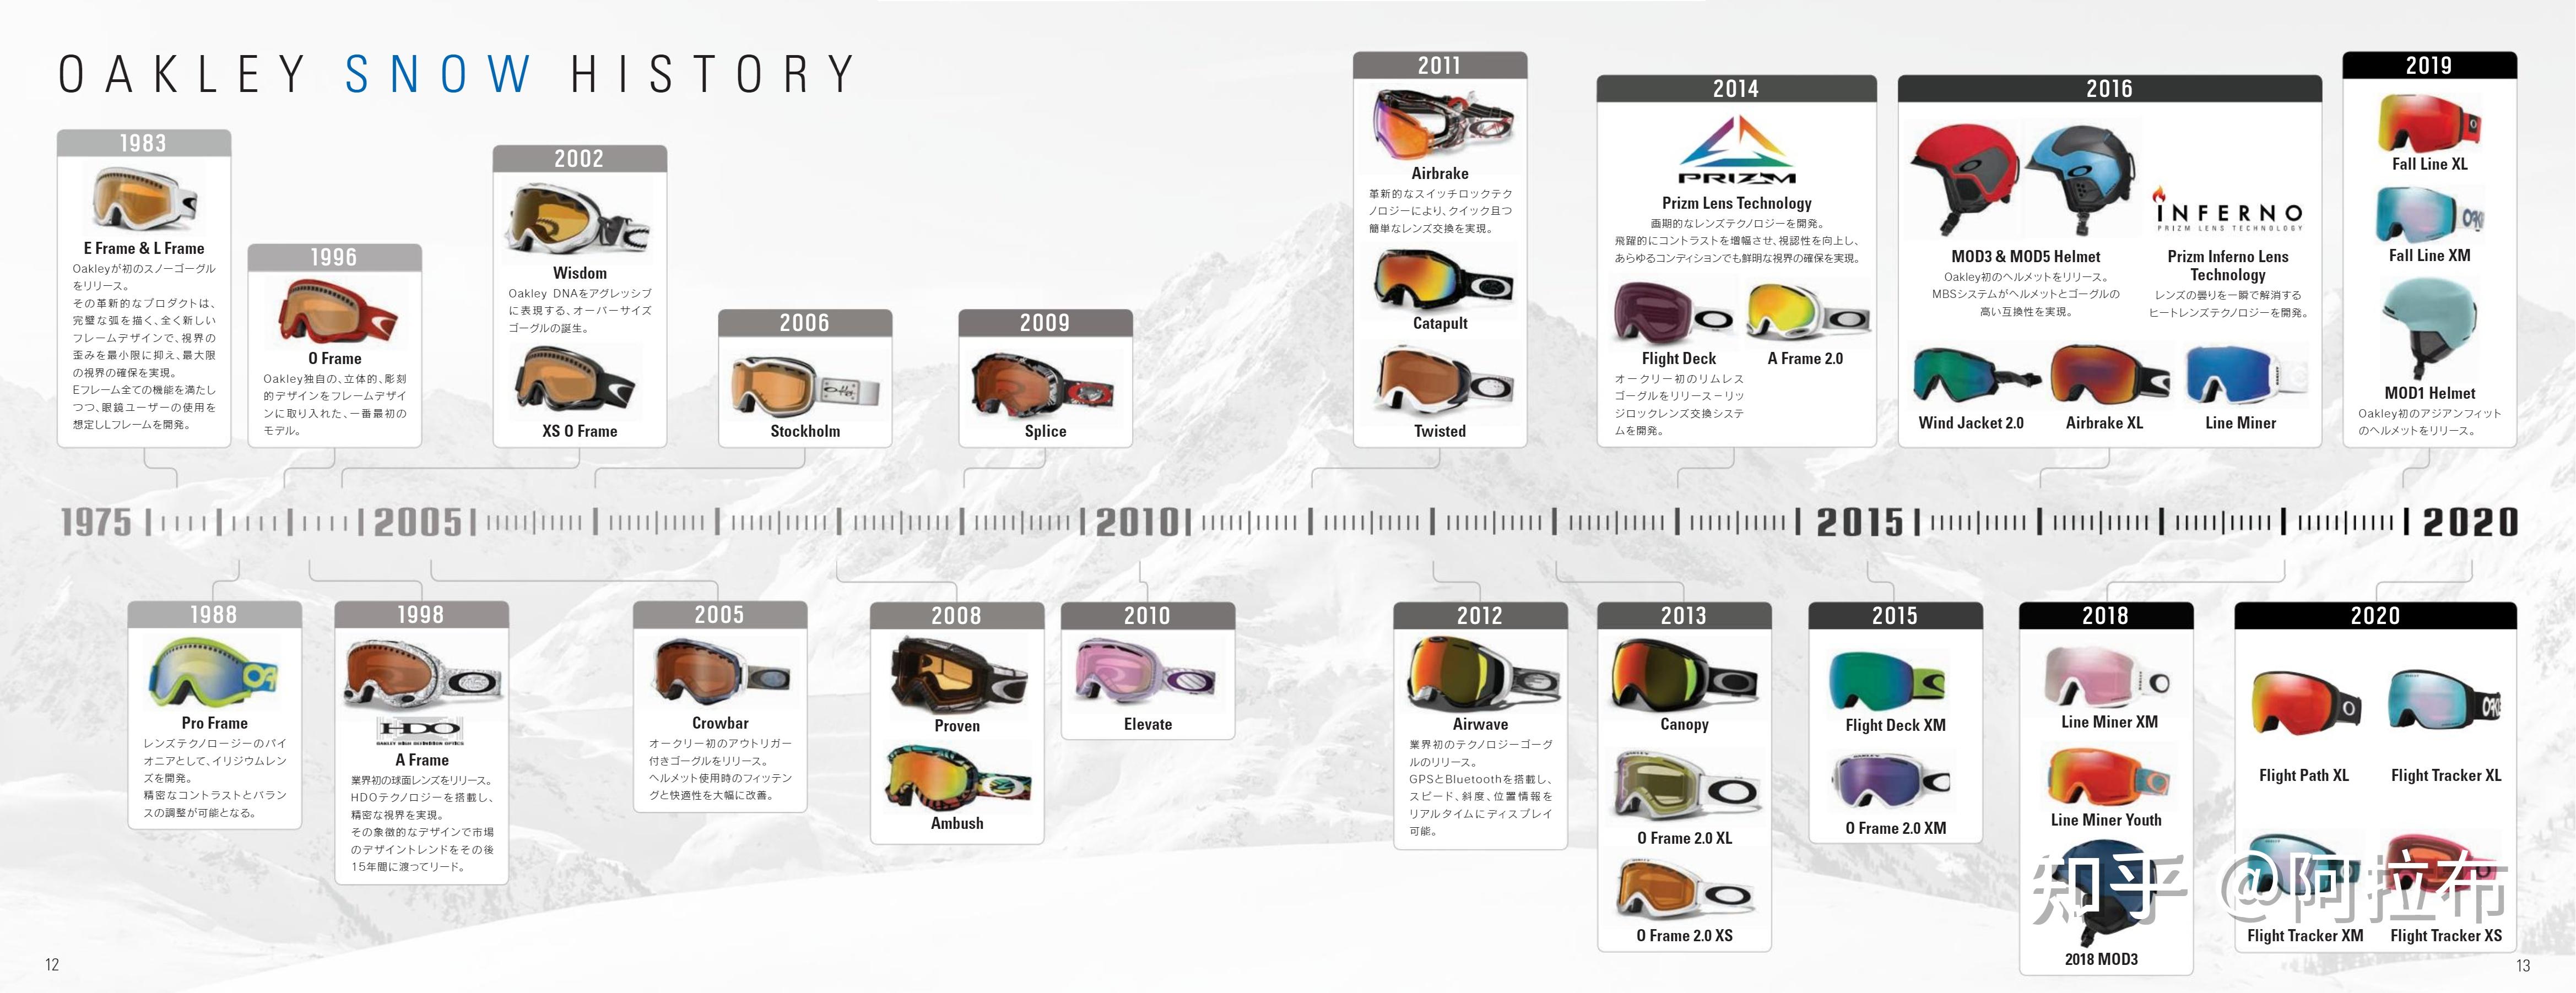 OAKLEY SNOW HISTORY
1983
E Frame & L Frame
Oakleyが初のスノーゴーグル
をリリース。
その革新的なプロダクトは、
完璧な弧を描く、全く新しい
フレームデザインで、視界の
歪みを最小限に抑え、最大限
の視界の確保を実現。
Eフレーム全ての機能を満たし
つつ、眼鏡ユーザーの使用を
想定しLフレームを開発。
1996
O Frame
Oakley独自の、立体的、彫刻
的デザインをフレームデザイ
ンに取り入れた、一番最初の
モデル。
2002
Wisdom
Oakley DNAをアグレッシブ
に表現する、オーバーサイズ
ゴーグルの誕生。
XS O Frame
2006
Stockholm
2009
Splice
2011
Airbrake
革新的なスイッチロックテク
ノロジーにより、クイック且つ
簡単なレンズ交換を実現。
Catapult
Twisted
2014
PRIZM
Prizm Lens Technology
画期的なレンズテクノロジーを開発。
飛躍的にコントラストを増幅させ、視認性を向上し、
あらゆるコンディションでも鮮明な視界の確保を実現。
Flight Deck
オークリー初のリムレス
ゴーグルをリリース－リッ
ジロックレンズ交換システ
ムを開発。
A Frame 2.0
2016
MOD3 & MOD5 Helmet
Oakley初のヘルメットをリリース。
MBSシステムがヘルメットとゴーグルの
高い互換性を実現。
INFERNO
PRIZM LENS TECHNOLOGY
Prizm Inferno Lens
Technology
レンズの曇りを一瞬で解消する
ヒートレンズテクノロジーを開発。
Wind Jacket 2.0
Airbrake XL
Line Miner
2019
Fall Line XL
Fall Line XM
MOD1 Helmet
Oakley初のアジアンフィット
のヘルメットをリリース。
1975 2005 2010 2015 2020
1988
Pro Frame
レンズテクノロージーのパイ
オニアとして、イリジウムレン
ズを開発。
精密なコントラストとバラン
スの調整が可能となる。
1998
HDO
OAKLEY HIGH DEFINITION OPTICS
A Frame
業界初の球面レンズをリリース。
HDOテクノロジーを搭載し、
精密な視界を実現。
その象徴的なデザインで市場
のデザイントレンドをその後
15年間に渡ってリード。
2005
Crowbar
オークリー初のアウトリガー
付きゴーグルをリリース。
ヘルメット使用時のフィッテン
グと快適性を大幅に改善。
2008
Proven
Ambush
2010
Elevate
2012
Airwave
業界初のテクノロジーゴーグ
ルのリリース。
GPSとBluetoothを搭載し、
スピード、斜度、位置情報を
リアルタイムにディスプレイ
可能。
2013
Canopy
O Frame 2.0 XL
O Frame 2.0 XS
2015
Flight Deck XM
O Frame 2.0 XM
2018
Line Miner XM
Line Miner Youth
2018 MOD3
2020
Flight Path XL
Flight Tracker XL
Flight Tracker XM
Flight Tracker XS
知乎 @阿拉布
12
13